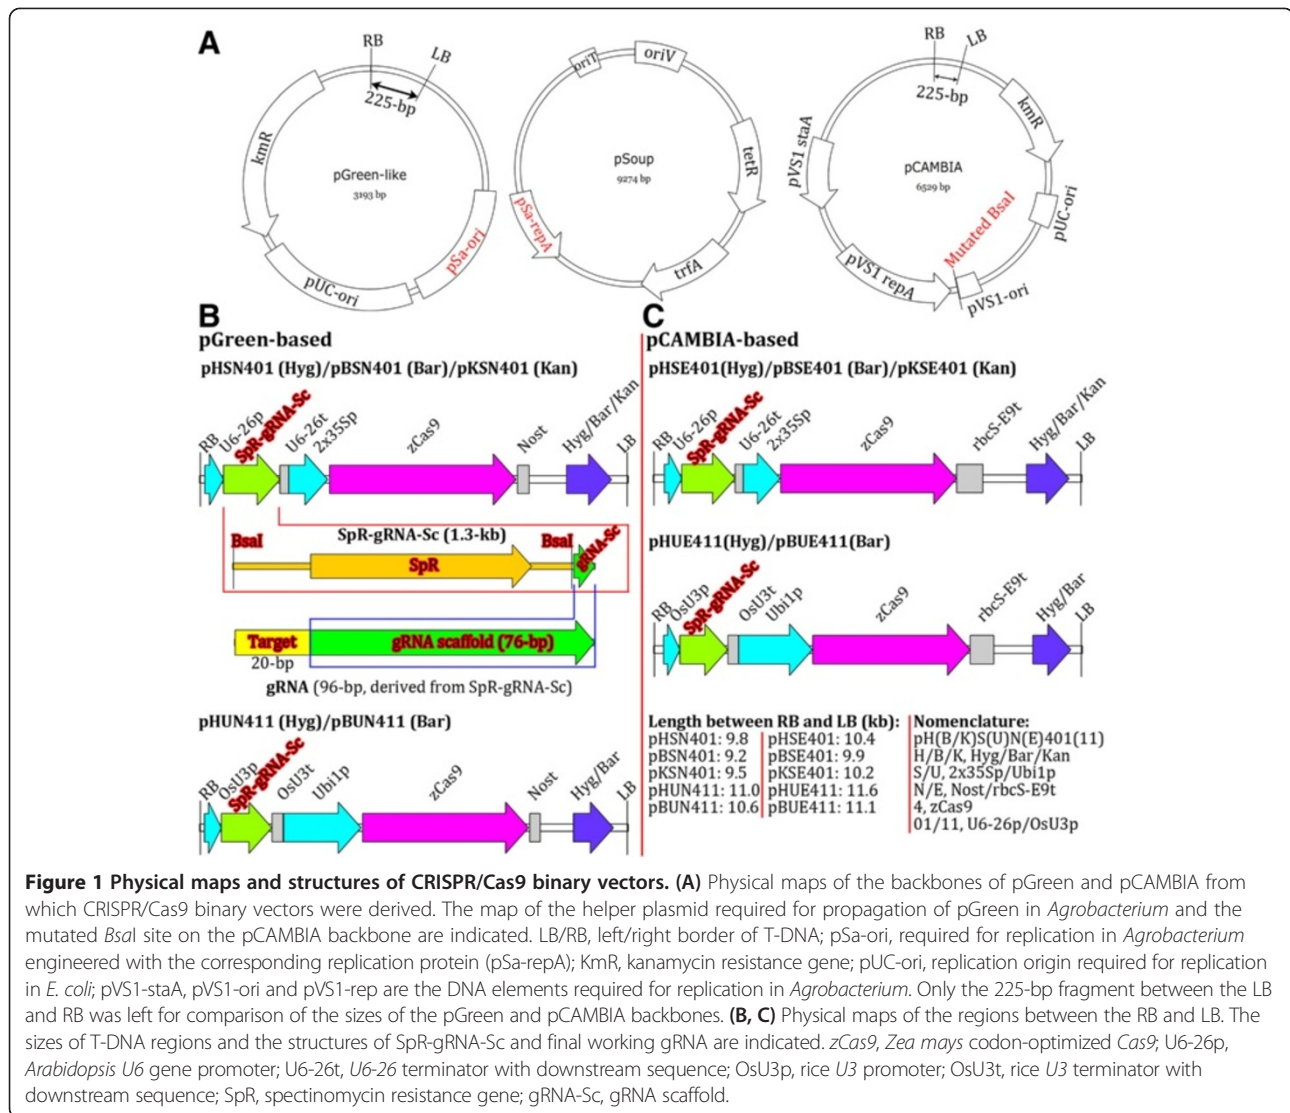 A
RB
LB
225-bp
kmR
pGreen-like
3193 bp
pSa-ori
pUC-ori
oriT
oriV
tetR
pSoup
9274 bp
pSa-repA
trfA
RB
LB
225-bp
kmR
pVS1 staA
pCAMBIA
6529 bp
pUC-ori
Mutated BsaI
pVS1 repA
pVS1-ori
B
pGreen-based
pHSN401 (Hyg)/pBSN401 (Bar)/pKSN401 (Kan)
RB
U6-26p
SpR-gRNA-Sc
U6-26t
2x35Sp
zCas9
Nost
Hyg/Bar/Kan
LB
SpR-gRNA-Sc (1.3-kb)
BsaI
SpR
BsaI
gRNA-Sc
Target
gRNA scaffold (76-bp)
20-bp
gRNA (96-bp, derived from SpR-gRNA-Sc)
pHUN411 (Hyg)/pBUN411 (Bar)
RB
OsU3p
SpR-gRNA-Sc
OsU3t
Ubi1p
zCas9
Nost
Hyg/Bar
LB
C
pCAMBIA-based
pHSE401(Hyg)/pBSE401 (Bar)/pKSE401 (Kan)
RB
U6-26p
SpR-gRNA-Sc
U6-26t
2x35Sp
zCas9
rbcS-E9t
Hyg/Bar/Kan
LB
pHUE411(Hyg)/pBUE411(Bar)
RB
OsU3p
SpR-gRNA-Sc
OsU3t
Ubi1p
zCas9
rbcS-E9t
Hyg/Bar
LB
Length between RB and LB (kb):
pHSN401: 9.8
pBSN401: 9.2
pKSN401: 9.5
pHUN411: 11.0
pBUN411: 10.6
pHSE401: 10.4
pBSE401: 9.9
pKSE401: 10.2
pHUE411: 11.6
pBUE411: 11.1
Nomenclature:
pH(B/K)S(U)N(E)401(11)
H/B/K, Hyg/Bar/Kan
S/U, 2x35Sp/Ubi1p
N/E, Nost/rbcS-E9t
4, zCas9
01/11, U6-26p/OsU3p
Figure 1 Physical maps and structures of CRISPR/Cas9 binary vectors. (A) Physical maps of the backbones of pGreen and pCAMBIA from
which CRISPR/Cas9 binary vectors were derived. The map of the helper plasmid required for propagation of pGreen in Agrobacterium and the
mutated BsaI site on the pCAMBIA backbone are indicated. LB/RB, left/right border of T-DNA; pSa-ori, required for replication in Agrobacterium
engineered with the corresponding replication protein (pSa-repA); KmR, kanamycin resistance gene; pUC-ori, replication origin required for replication
in E. coli; pVS1-staA, pVS1-ori and pVS1-rep are the DNA elements required for replication in Agrobacterium. Only the 225-bp fragment between the LB
and RB was left for comparison of the sizes of the pGreen and pCAMBIA backbones. (B, C) Physical maps of the regions between the RB and LB. The
sizes of T-DNA regions and the structures of SpR-gRNA-Sc and final working gRNA are indicated. zCas9, Zea mays codon-optimized Cas9; U6-26p,
Arabidopsis U6 gene promoter; U6-26t, U6-26 terminator with downstream sequence; OsU3p, rice U3 promoter; OsU3t, rice U3 terminator with
downstream sequence; SpR, spectinomycin resistance gene; gRNA-Sc, gRNA scaffold.